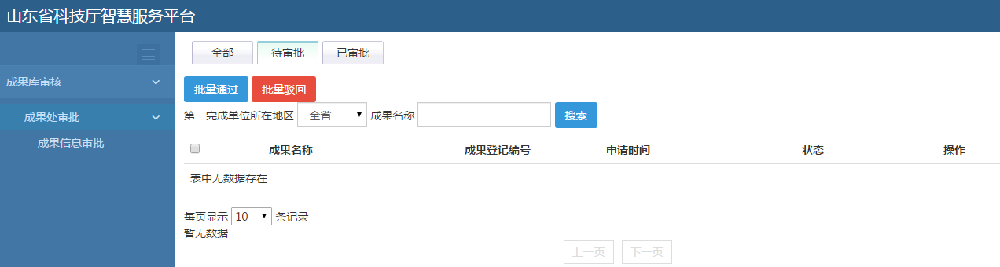 山东省科技厅智慧服务平台
全部 待审批 已审批
成果库审核
成果处审批
成果信息审批
批量通过 批量驳回
第一完成单位所在地区 全省 成果名称 搜索
成果名称 成果登记编号 申请时间 状态 操作
表中无数据存在
每页显示 10 条记录
暂无数据
上一页 下一页